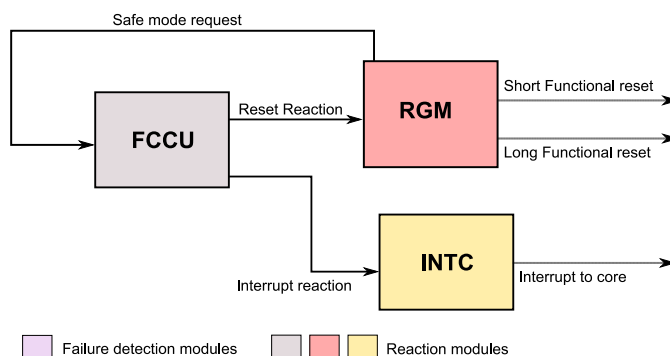 Safe mode request
Short Functional reset
Reset Reaction
RGM
FCCU
Long Functional reset
INTC
Interrupt reaction
Interrupt to core
Failure detection modules
Reaction modules